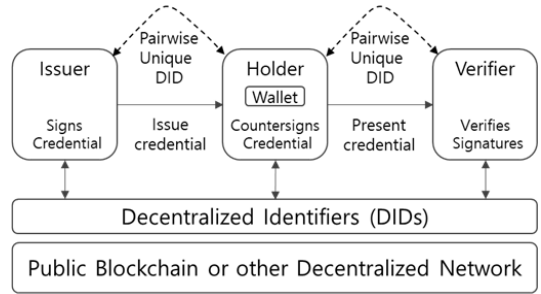 Pairwise
Unique
DID
Pairwise
Unique
DID
Issuer
Signs
Credential
Issue
credential
Holder
Wallet
Countersigns
Credential
Present
credential
Verifier
Verifies
Signatures
Decentralized Identifiers (DIDs)
Public Blockchain or other Decentralized Network